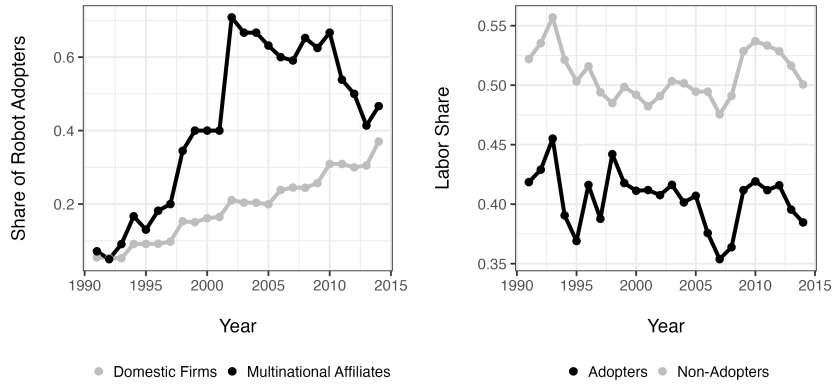 Share of Robot Adopters
0.6
0.4
0.2
1990 1995 2000 2005 2010 2015
Year
Domestic Firms Multinational Affiliates
Labor Share
0.55
0.50
0.45
0.40
0.35
1990 1995 2000 2005 2010 2015
Year
Adopters Non-Adopters